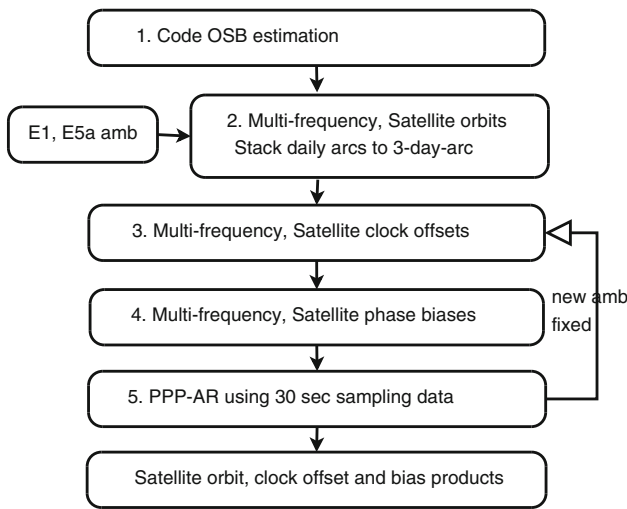 1. Code OSB estimation
E1, E5a amb
2. Multi-frequency, Satellite orbits
Stack daily arcs to 3-day-arc
3. Multi-frequency, Satellite clock offsets
new amb
fixed
4. Multi-frequency, Satellite phase biases
5. PPP-AR using 30 sec sampling data
Satellite orbit, clock offset and bias products